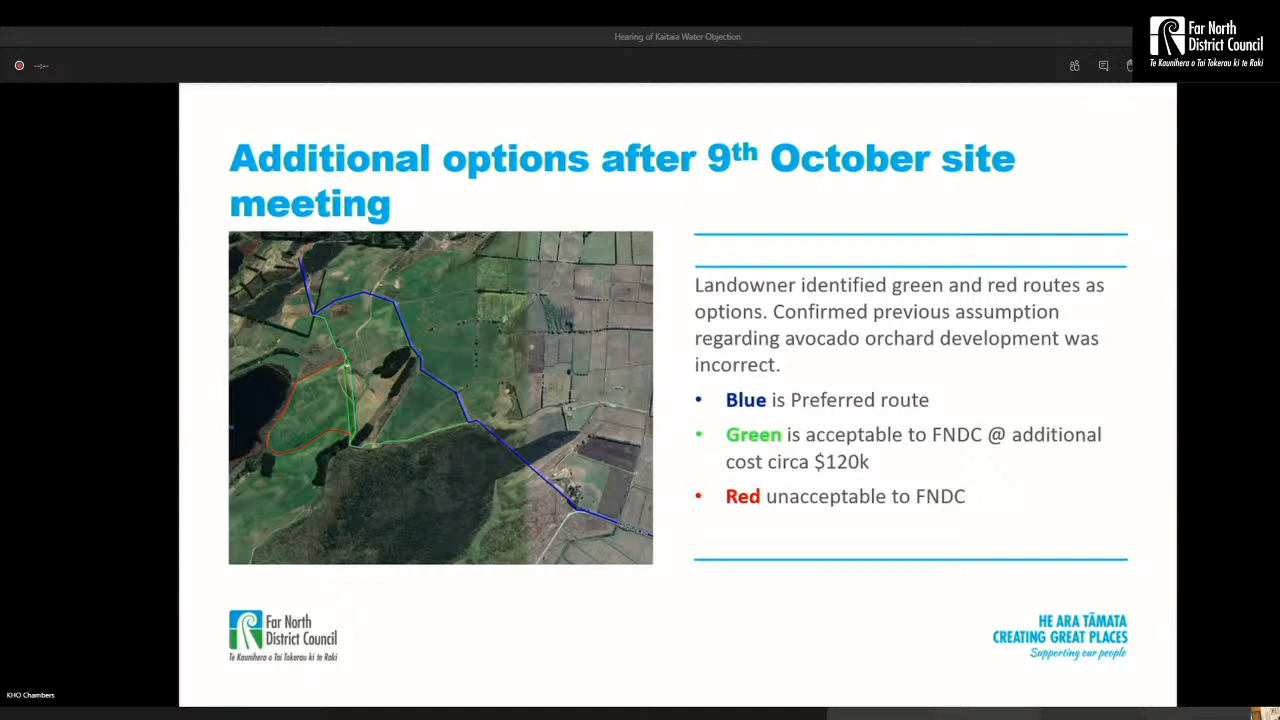 Hearing of Kaitaia Water Objection
--:--
Far North
District Council
Te Kaunihera o Tai Tokerau ki te Raki
Additional options after 9th October site
meeting
Landowner identified green and red routes as
options. Confirmed previous assumption
regarding avocado orchard development was
incorrect.
• Blue is Preferred route
• Green is acceptable to FNDC @ additional
cost circa $120k
• Red unacceptable to FNDC
Far North
District Council
Te Kaunihera o Tai Tokerau ki te Raki
HE ARA TĀMATA
CREATING GREAT PLACES
Supporting our people
KHO Chambers